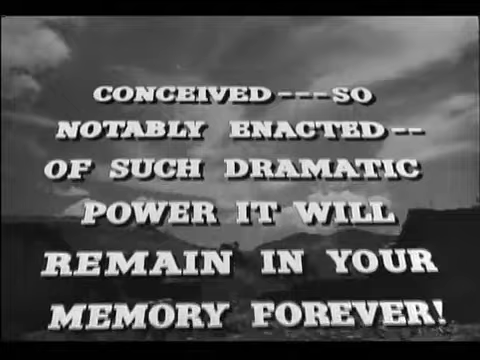 CONCEIVED---SO
NOTABLY ENACTED--
OF SUCH DRAMATIC
POWER IT WILL
REMAIN IN YOUR
MEMORY FOREVER!